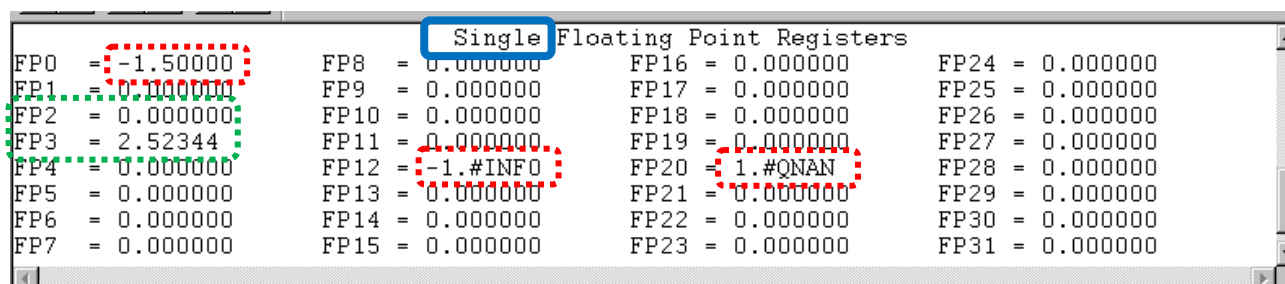 Single Floating Point Registers
FP0 = -1.50000 FP8 = 0.000000 FP16 = 0.000000 FP24 = 0.000000
FP1 = 0.000000 FP9 = 0.000000 FP17 = 0.000000 FP25 = 0.000000
FP2 = 0.000000 FP10 = 0.000000 FP18 = 0.000000 FP26 = 0.000000
FP3 = 2.52344 FP11 = 0.000000 FP19 = 0.000000 FP27 = 0.000000
FP4 = 0.000000 FP12 = -1.#INF0 FP20 = 1.#QNAN FP28 = 0.000000
FP5 = 0.000000 FP13 = 0.000000 FP21 = 0.000000 FP29 = 0.000000
FP6 = 0.000000 FP14 = 0.000000 FP22 = 0.000000 FP30 = 0.000000
FP7 = 0.000000 FP15 = 0.000000 FP23 = 0.000000 FP31 = 0.000000